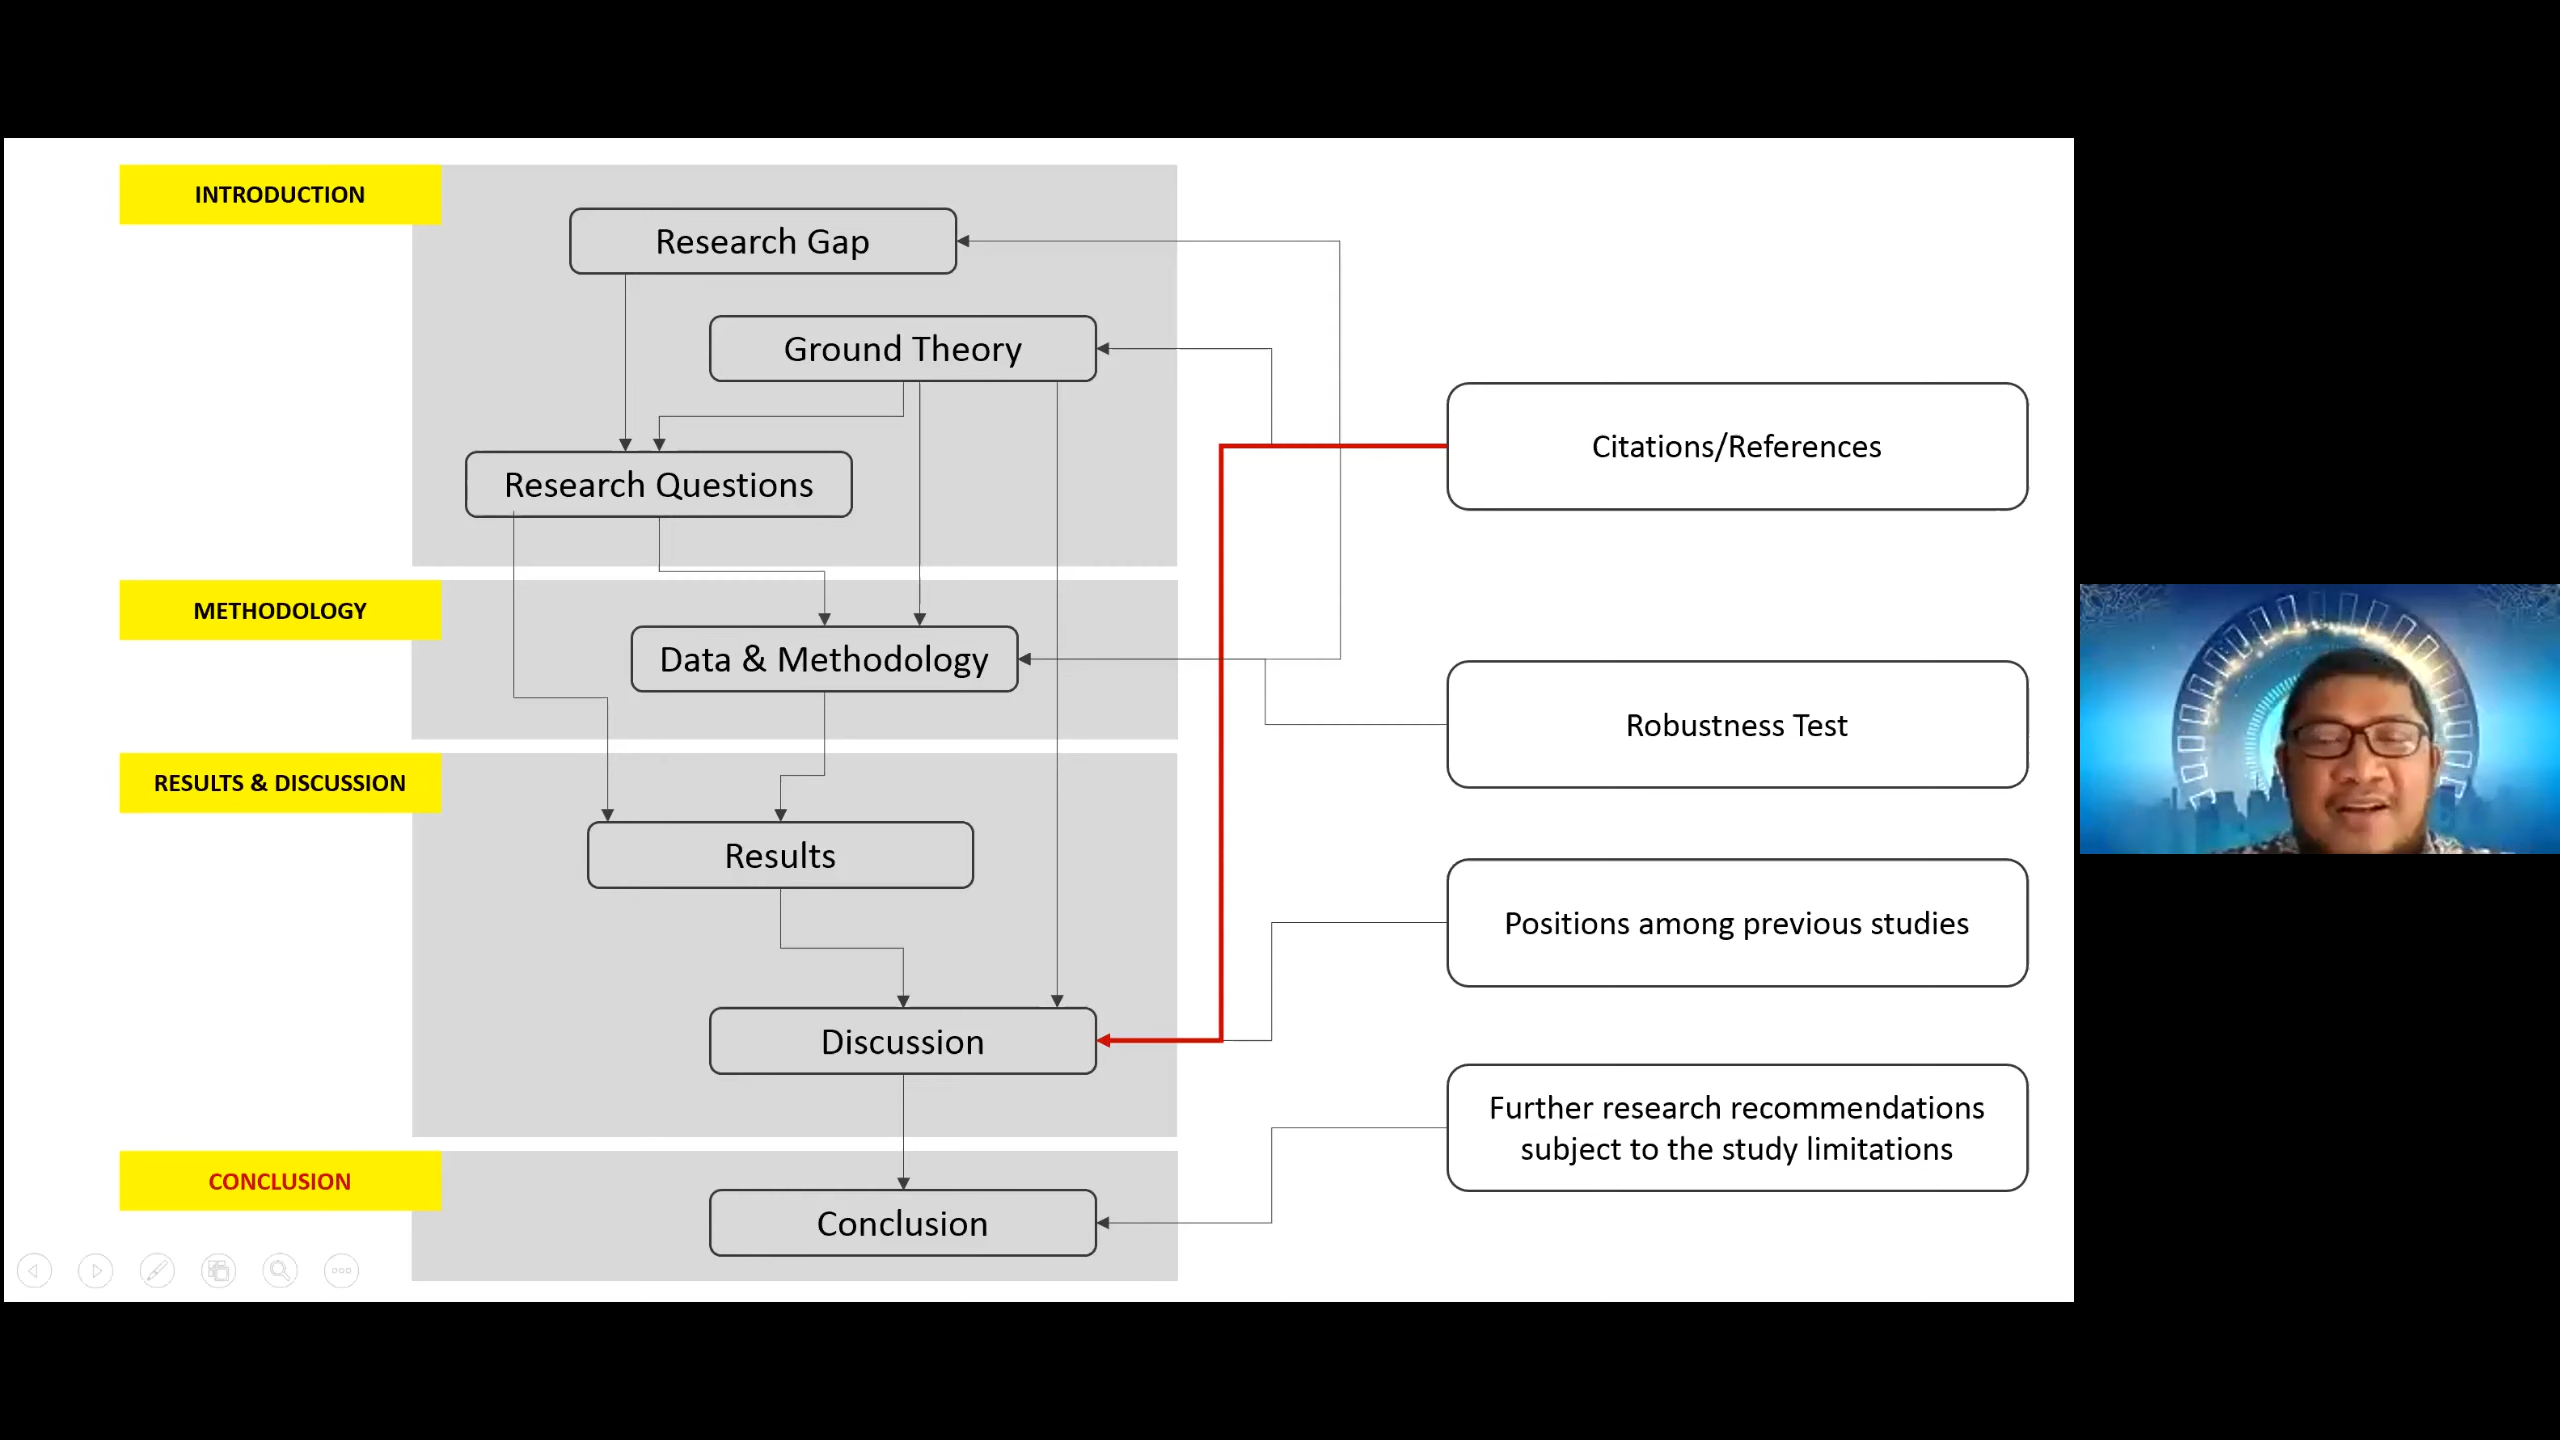 INTRODUCTION
Research Gap
Ground Theory
Research Questions
Citations/References
METHODOLOGY
Data & Methodology
Robustness Test
RESULTS & DISCUSSION
Results
Positions among previous studies
Discussion
Further research recommendations
subject to the study limitations
CONCLUSION
Conclusion